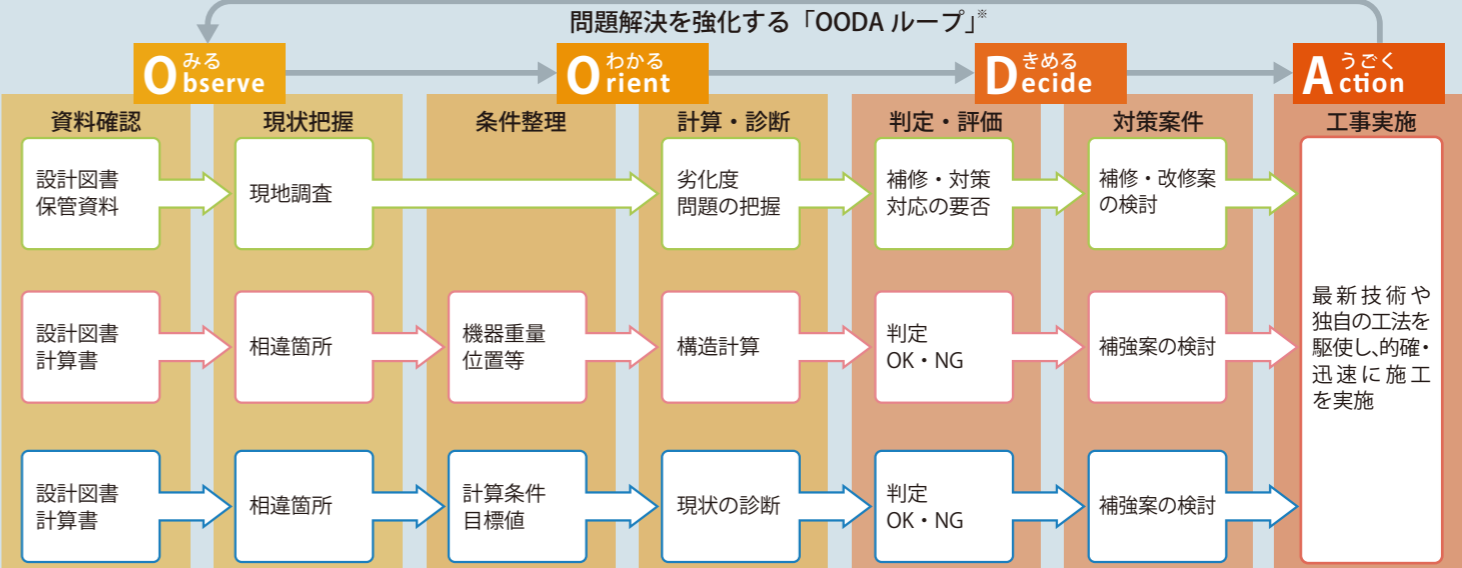 問題解決を強化する「OODA ループ」※
みる
Observe
わかる
Orient
きめる
Decide
うごく
Action
資料確認
現状把握
条件整理
計算・診断
判定・評価
対策案件
工事実施
設計図書
保管資料
現地調査
劣化度
問題の把握
補修・対策
対応の要否
補修・改修案
の検討
設計図書
計算書
相違箇所
機器重量
位置等
構造計算
判定
OK・NG
補強案の検討
最新技術や
独自の工法を
駆使し、的確・
迅速に施工
を実施
設計図書
計算書
相違箇所
計算条件
目標値
現状の診断
判定
OK・NG
補強案の検討